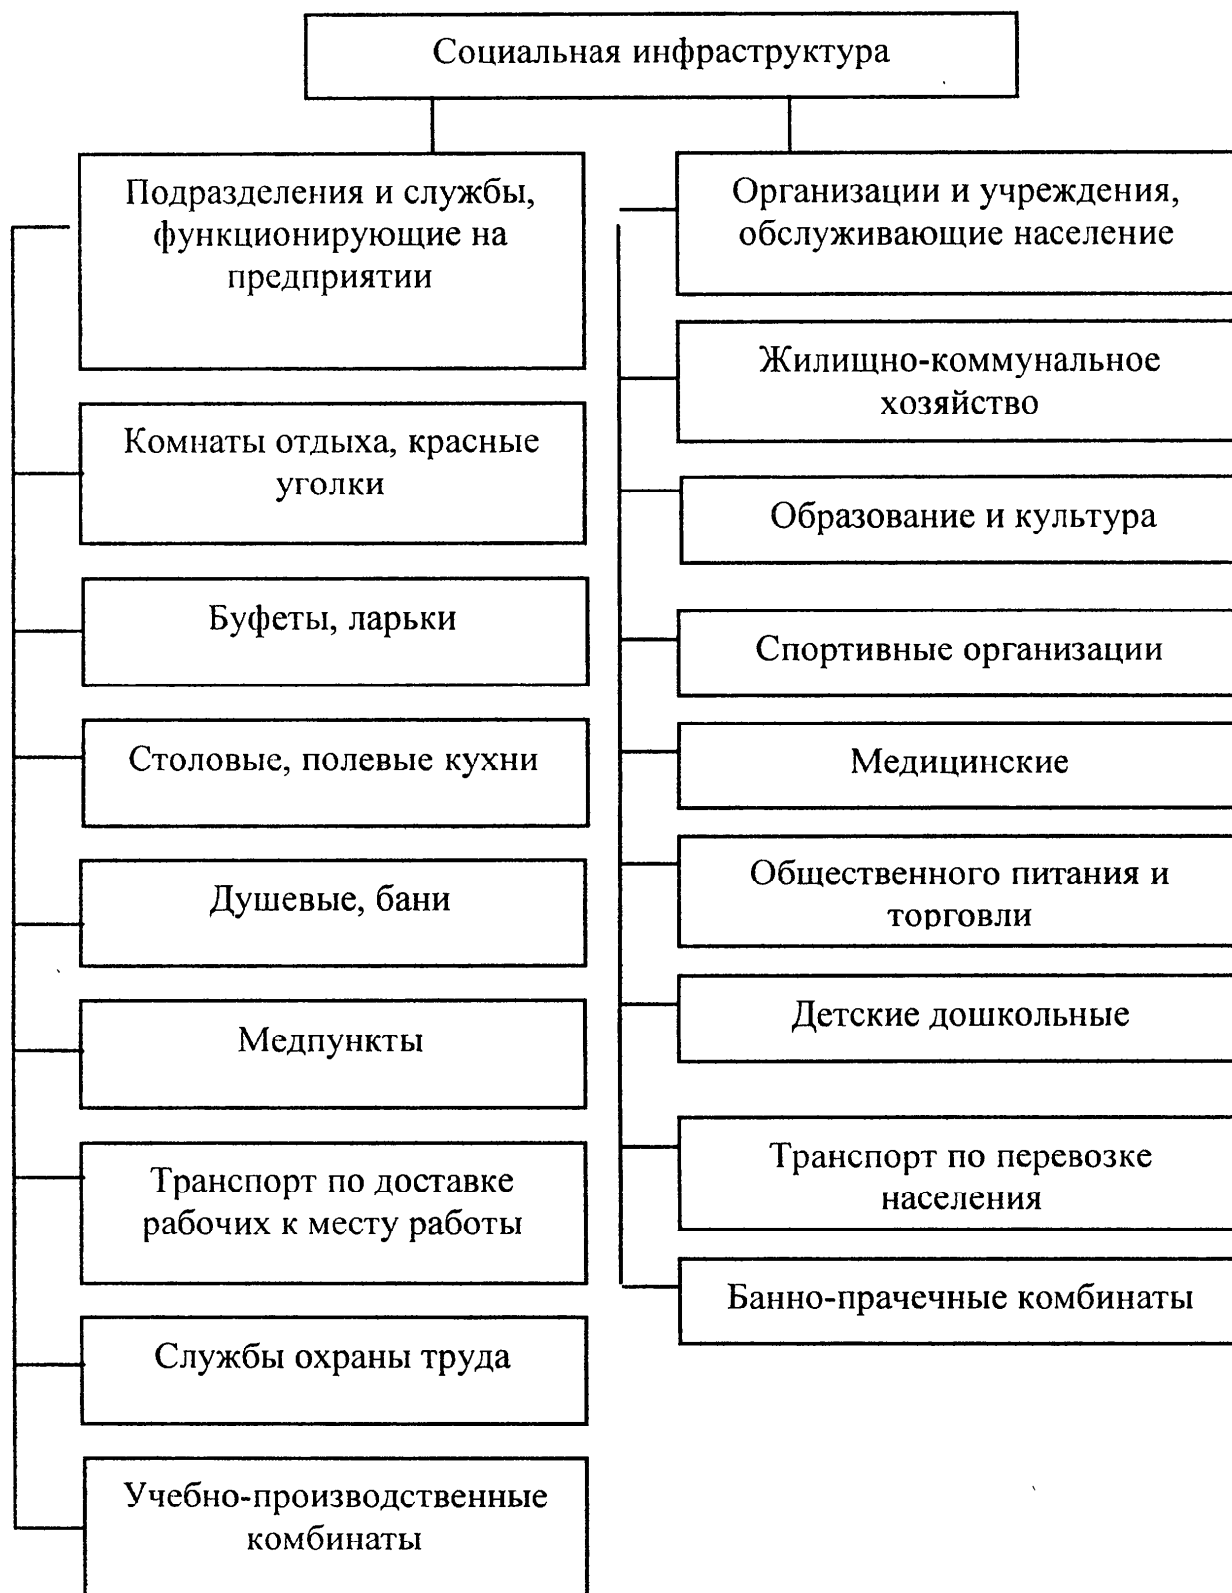 Социальная инфраструктура
Подразделения и службы,
функционирующие на
предприятии
Комнаты отдыха, красные
уголки
Буфеты, ларьки
Столовые, полевые кухни
Душевые, бани
Медпункты
Транспорт по доставке
рабочих к месту работы
Службы охраны труда
Учебно-производственные
комбинаты
Организации и учреждения,
обслуживающие население
Жилищно-коммунальное
хозяйство
Образование и культура
Спортивные организации
Медицинские
Общественного питания и
торговли
Детские дошкольные
Транспорт по перевозке
населения
Банно-прачечные комбинаты